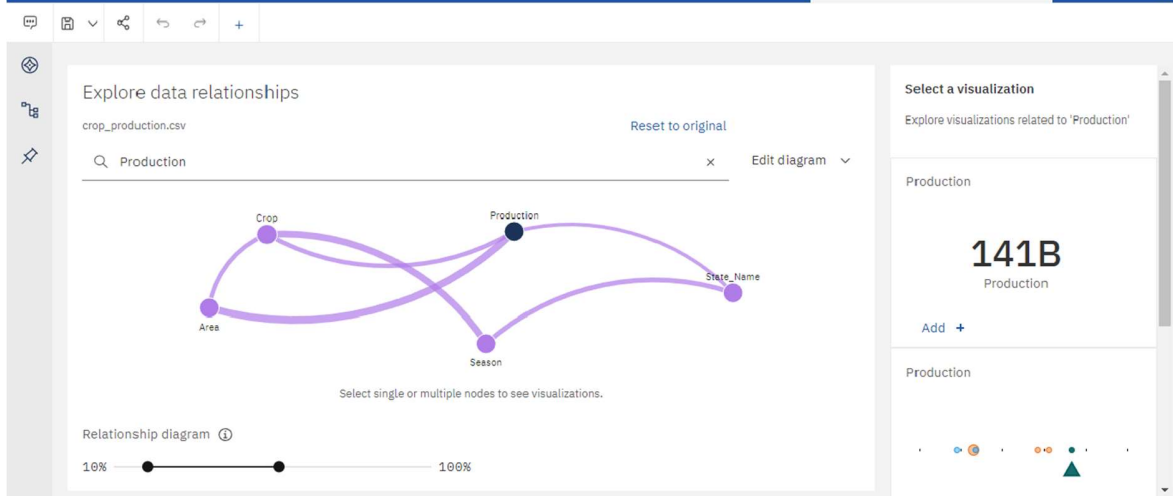 Explore data relationships
crop_production.csv
Reset to original
Production
Edit diagram
Crop
Production
State_Name
Area
Season
Select single or multiple nodes to see visualizations.
Relationship diagram
10%
100%
Select a visualization
Explore visualizations related to 'Production'
Production
141B
Production
Add +
Production